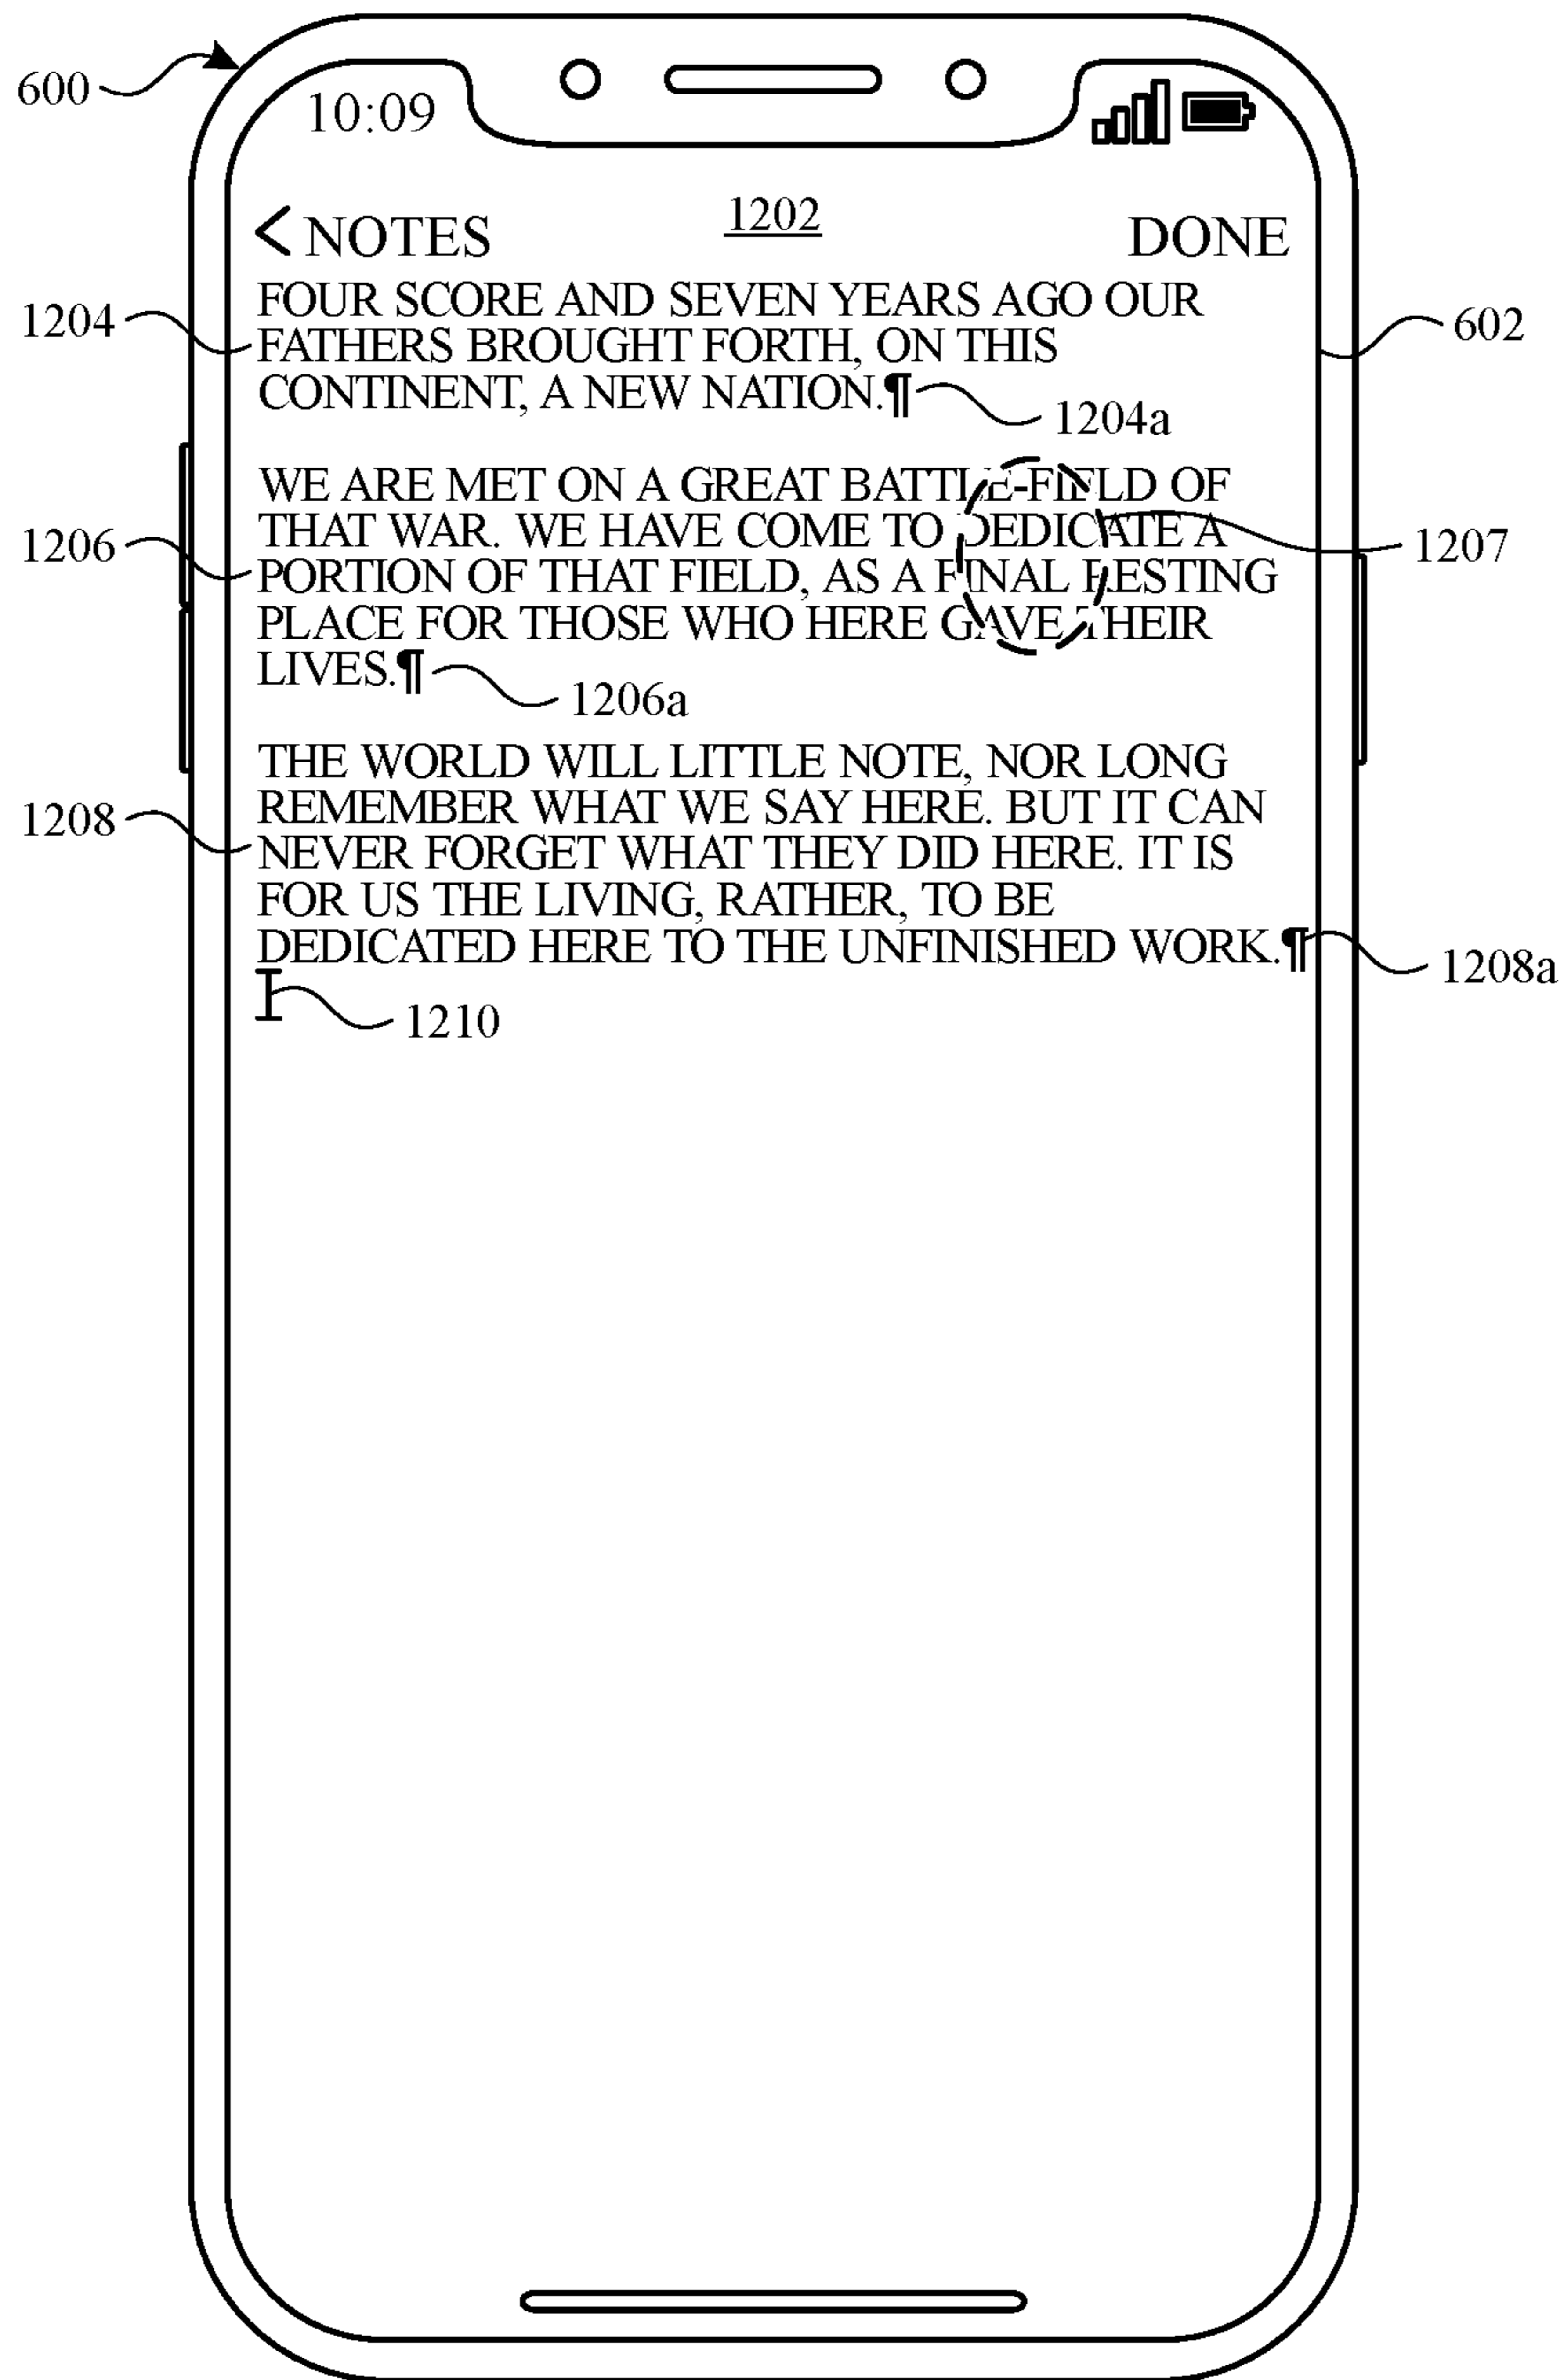 600
10:09
< NOTES
1202
DONE
FOUR SCORE AND SEVEN YEARS AGO OUR
1204
FATHERS BROUGHT FORTH, ON THIS
602
CONTINENT, A NEW NATION.¶
1204a
WE ARE MET ON A GREAT BATTLE-FIELD OF
THAT WAR. WE HAVE COME TO DEDICATE A
1206
1207
PORTION OF THAT FIELD, AS A FINAL RESTING
PLACE FOR THOSE WHO HERE GAVE THEIR
LIVES.¶
1206a
THE WORLD WILL LITTLE NOTE, NOR LONG
REMEMBER WHAT WE SAY HERE. BUT IT CAN
1208
NEVER FORGET WHAT THEY DID HERE. IT IS
FOR US THE LIVING, RATHER, TO BE
DEDICATED HERE TO THE UNFINISHED WORK.¶
1208a
1210